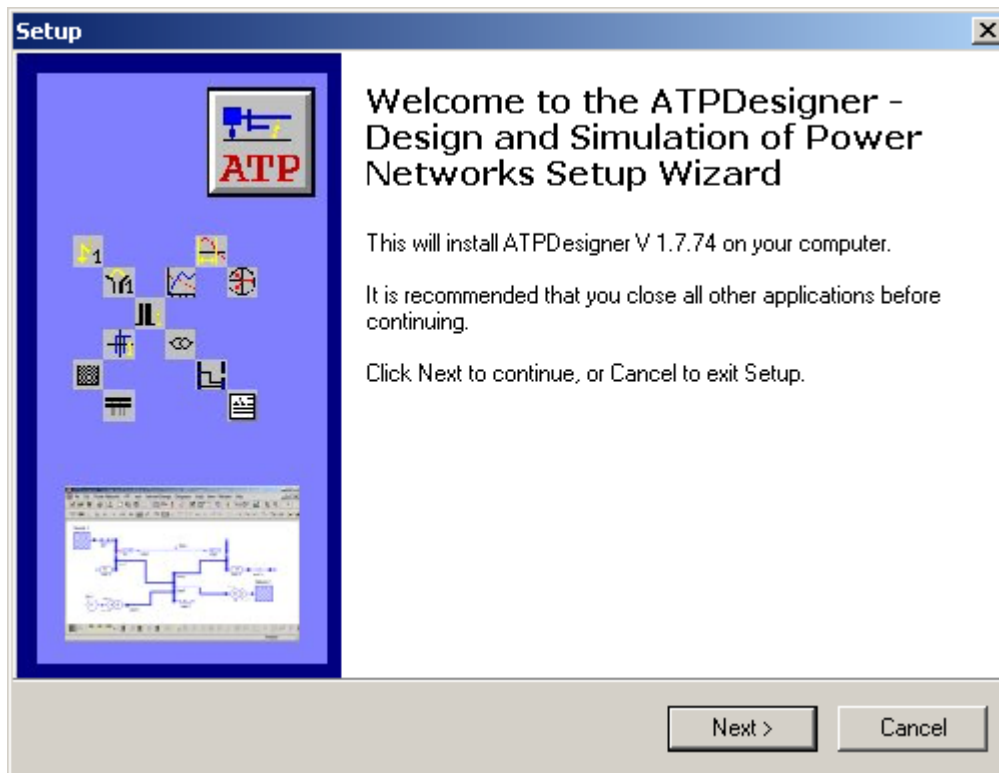 Setup
ATP
Welcome to the ATPDesigner -
Design and Simulation of Power
Networks Setup Wizard
This will install ATPDesigner V 1.7.74 on your computer.
It is recommended that you close all other applications before
continuing.
Click Next to continue, or Cancel to exit Setup.
Next >
Cancel